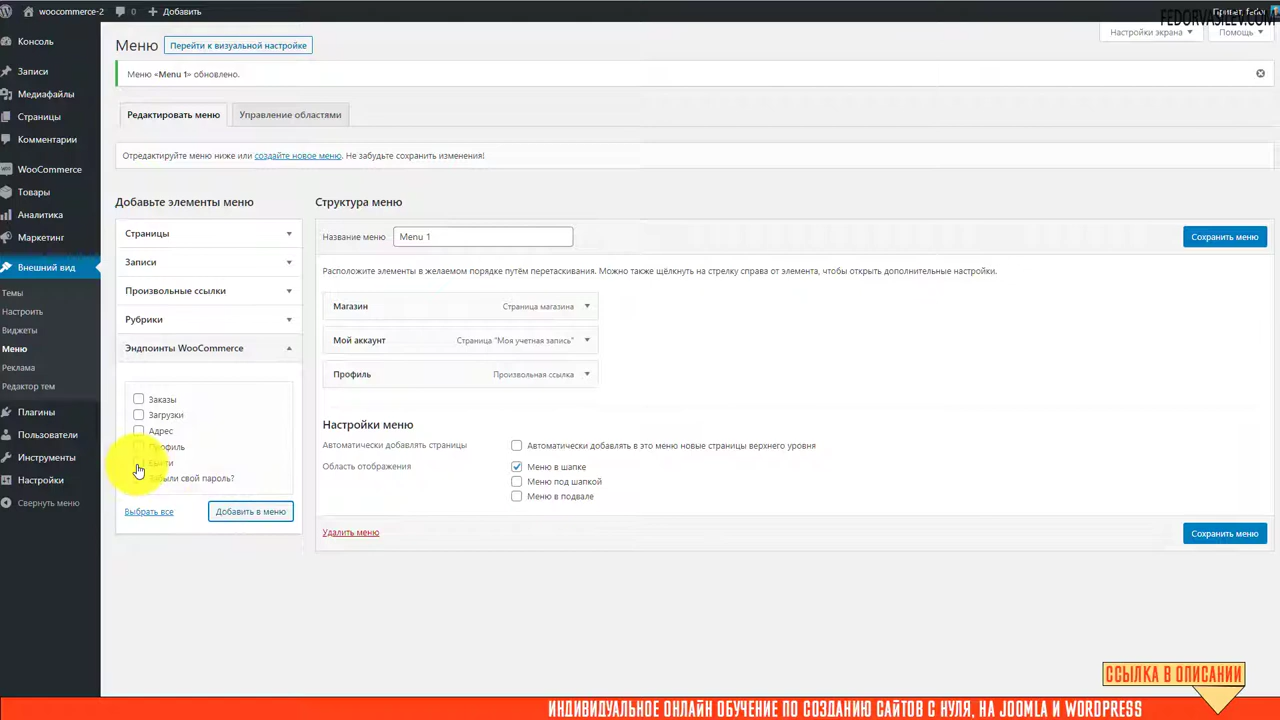 woocommerce-2 0 Добавить
FEDORVASILEV.COM
Консоль
Записи
Медиафайлы
Страницы
Комментарии
WooCommerce
Товары
Аналитика
Маркетинг
Внешний вид
Темы
Настроить
Виджеты
Меню
Реклама
Редактор тем
Плагины
Пользователи
Инструменты
Настройки
Свернуть меню
Меню Перейти к визуальной настройке
Настройки экрана Помощь
Меню «Menu 1» обновлено.
Редактировать меню Управление областями
Отредактируйте меню ниже или создайте новое меню. Не забудьте сохранить изменения!
Добавьте элементы меню
Страницы
Записи
Произвольные ссылки
Рубрики
Эндпоинты WooCommerce
Заказы
Загрузки
Адрес
Профиль
свой пароль?
Выбрать все Добавить в меню
Структура меню
Название меню Menu 1 Сохранить меню
Расположите элементы в желаемом порядке путём перетаскивания. Можно также щёлкнуть на стрелку справа от элемента, чтобы открыть дополнительные настройки.
Магазин Страница магазина
Мой аккаунт Страница "Моя учетная запись"
Профиль Произвольная ссылка
Настройки меню
Автоматически добавлять страницы Автоматически добавлять в это меню новые страницы верхнего уровня
Область отображения Меню в шапке
Меню под шапкой
Меню в подвале
Удалить меню Сохранить меню
ССЫЛКА В ОПИСАНИИ
ИНДИВИДУАЛЬНОЕ ОНЛАЙН ОБУЧЕНИЕ ПО СОЗДАНИЮ САЙТОВ С НУЛЯ, НА JOOMLA И WORDPRESS